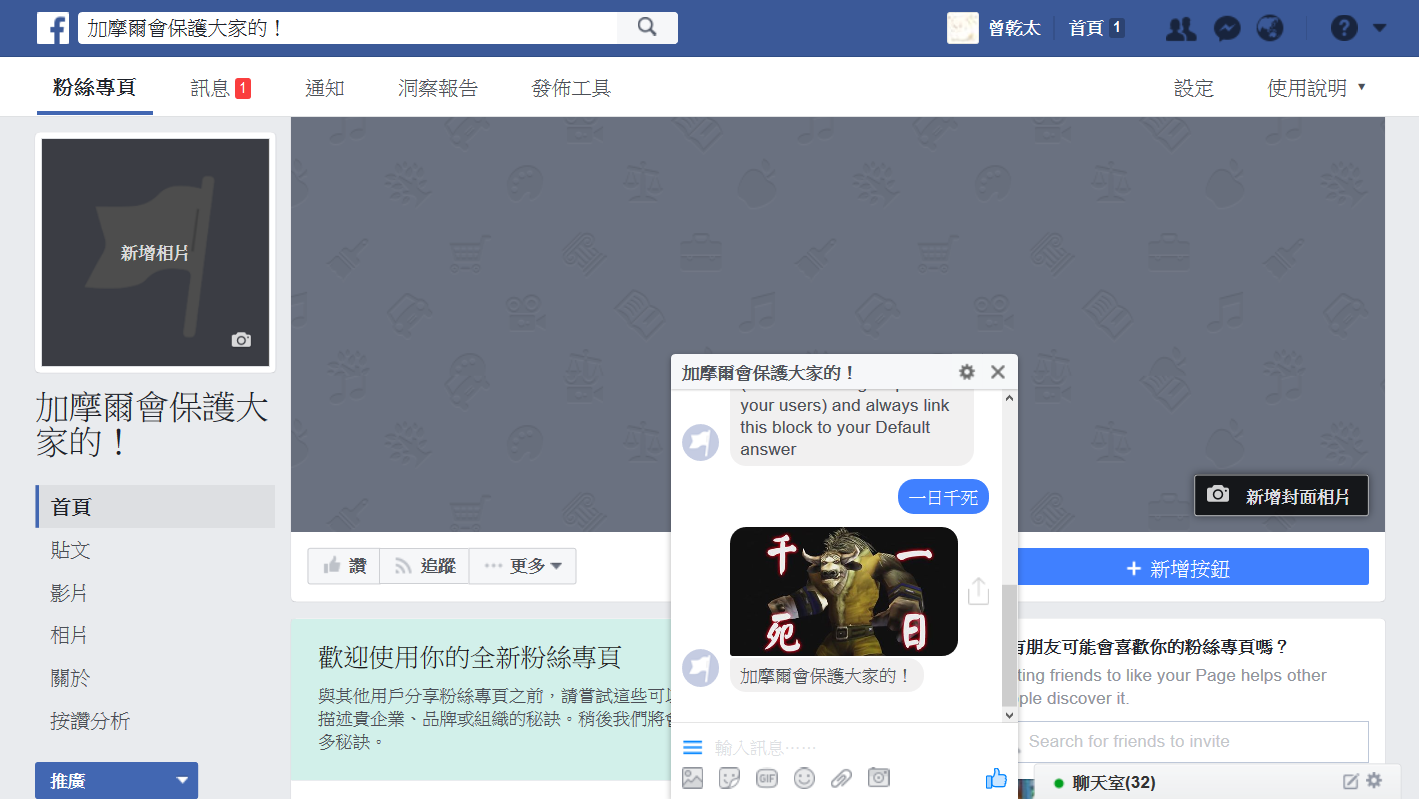 加摩爾會保護大家的！
曾乾太
首頁 1
粉絲專頁
訊息 1
通知
洞察報告
發佈工具
設定
使用說明
新增相片
加摩爾會保護大
家的！
首頁
貼文
影片
相片
關於
按讚分析
推廣
新增封面相片
讚
追蹤
更多
新增按鈕
歡迎使用你的全新粉絲專頁
與其他用戶分享粉絲專頁之前，請嘗試這些可以
描述貴企業、品牌或組織的秘訣。稍後我們將會
多秘訣。
加摩爾會保護大家的！
your users) and always link
this block to your Default
answer
一日千死
千 一
死 日
加摩爾會保護大家的！
輸入訊息……
GIF
有朋友可能會喜歡你的粉絲專頁嗎？
ting friends to like your Page helps other
ple discover it.
Search for friends to invite
聊天室(32)